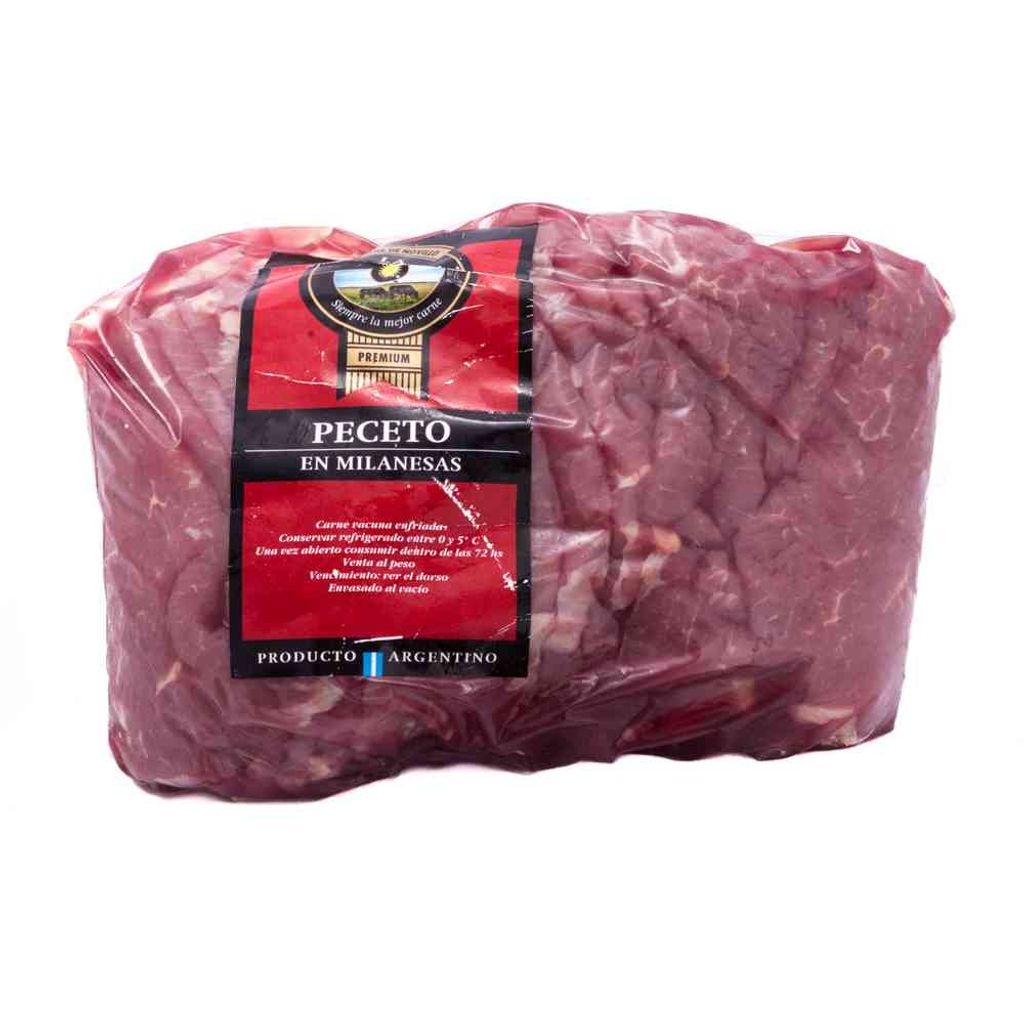 NOVILLO
Siempre la mejor carne
PREMIUM
PECETO
EN MILANESAS
Carne vacuna enfriada.
Conservar refrigerado entre 0 y 5° C
Una vez abierto consumir dentro de las 72 hs
Venta al peso
Vencimiento: ver el dorso
Envasado al vacío
PRODUCTO ARGENTINO